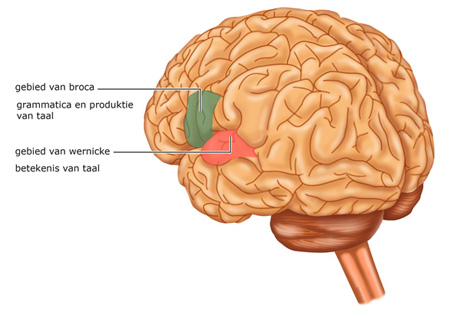 gebied van broca
grammatica en produktie
van taal
gebied van wernicke
betekenis van taal